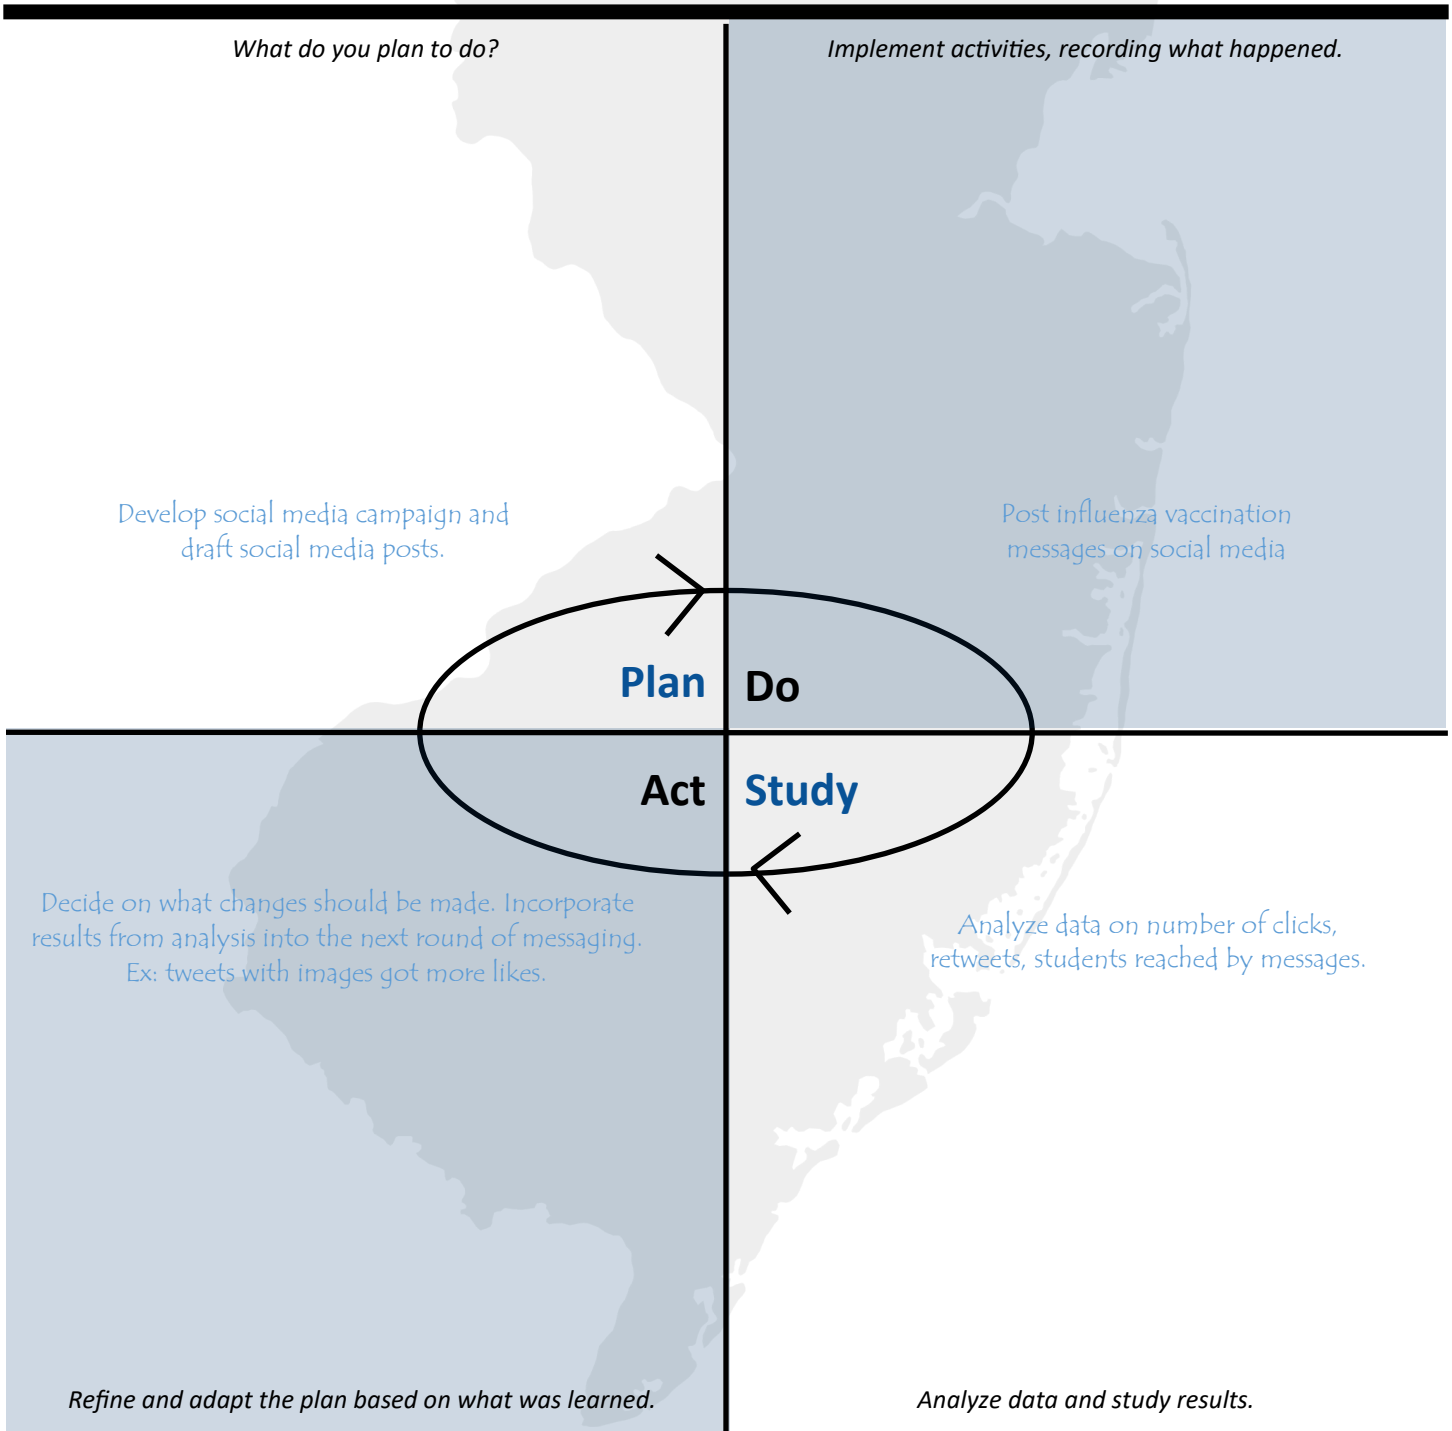 What do you plan to do?
Implement activities, recording what happened.
Develop social media campaign and
draft social media posts.
Post influenza vaccination
messages on social media
Plan
Do
Act
Study
Decide on what changes should be made. Incorporate
results from analysis into the next round of messaging.
Ex: tweets with images got more likes.
Analyze data on number of clicks,
retweets, students reached by messages.
Refine and adapt the plan based on what was learned.
Analyze data and study results.